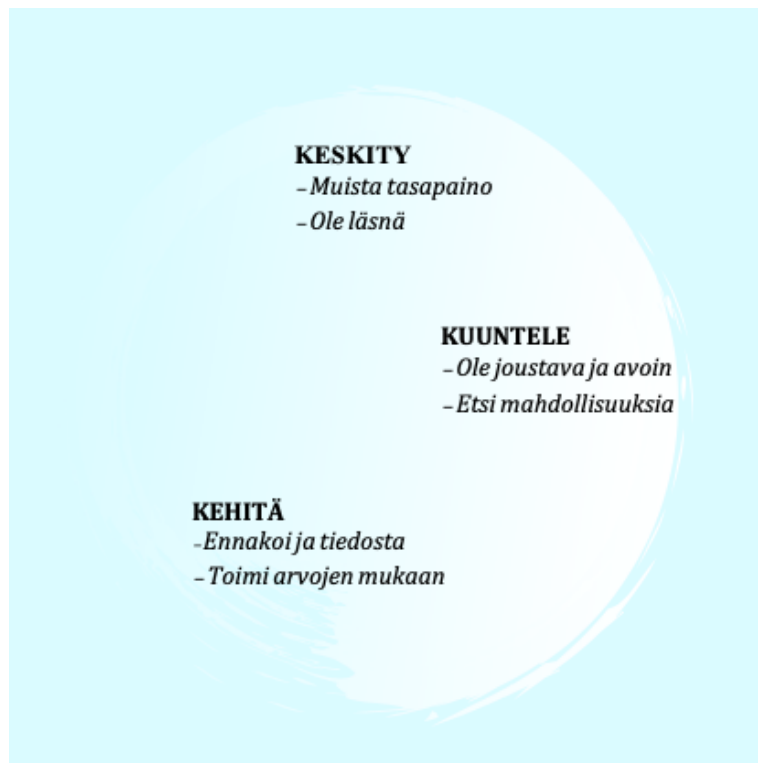 KESKITY
– Muista tasapaino
– Ole läsnä
KUUNTELE
– Ole joustava ja avoin
– Etsi mahdollisuuksia
KEHITÄ
– Ennakoi ja tiedosta
– Toimi arvojen mukaan